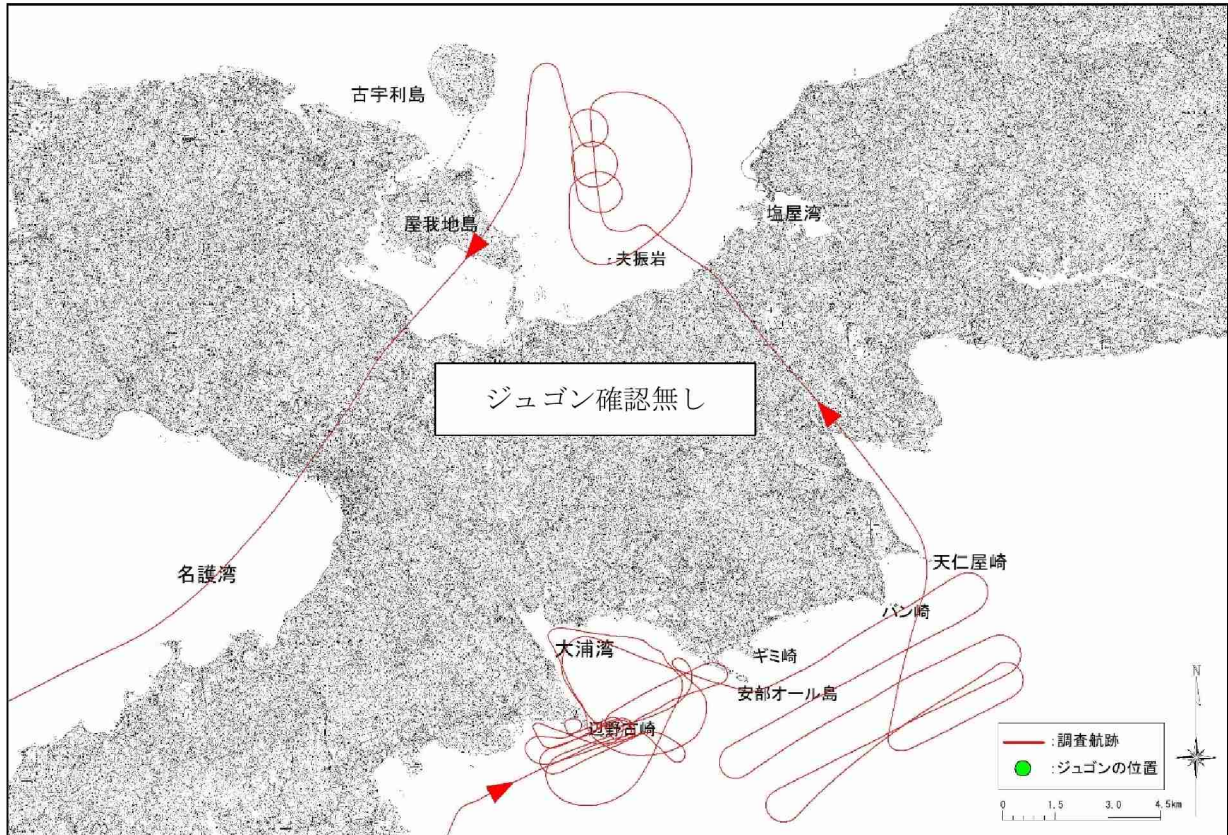 古宇利島
屋我地島
塩屋湾
夫振岩
ジュゴン確認無し
名護湾
天仁屋崎
バン崎
大浦湾
ギミ崎
安部オール島
辺野古崎
N
:調査航跡
:ジュゴンの位置
0 1.5 3.0 4.5km